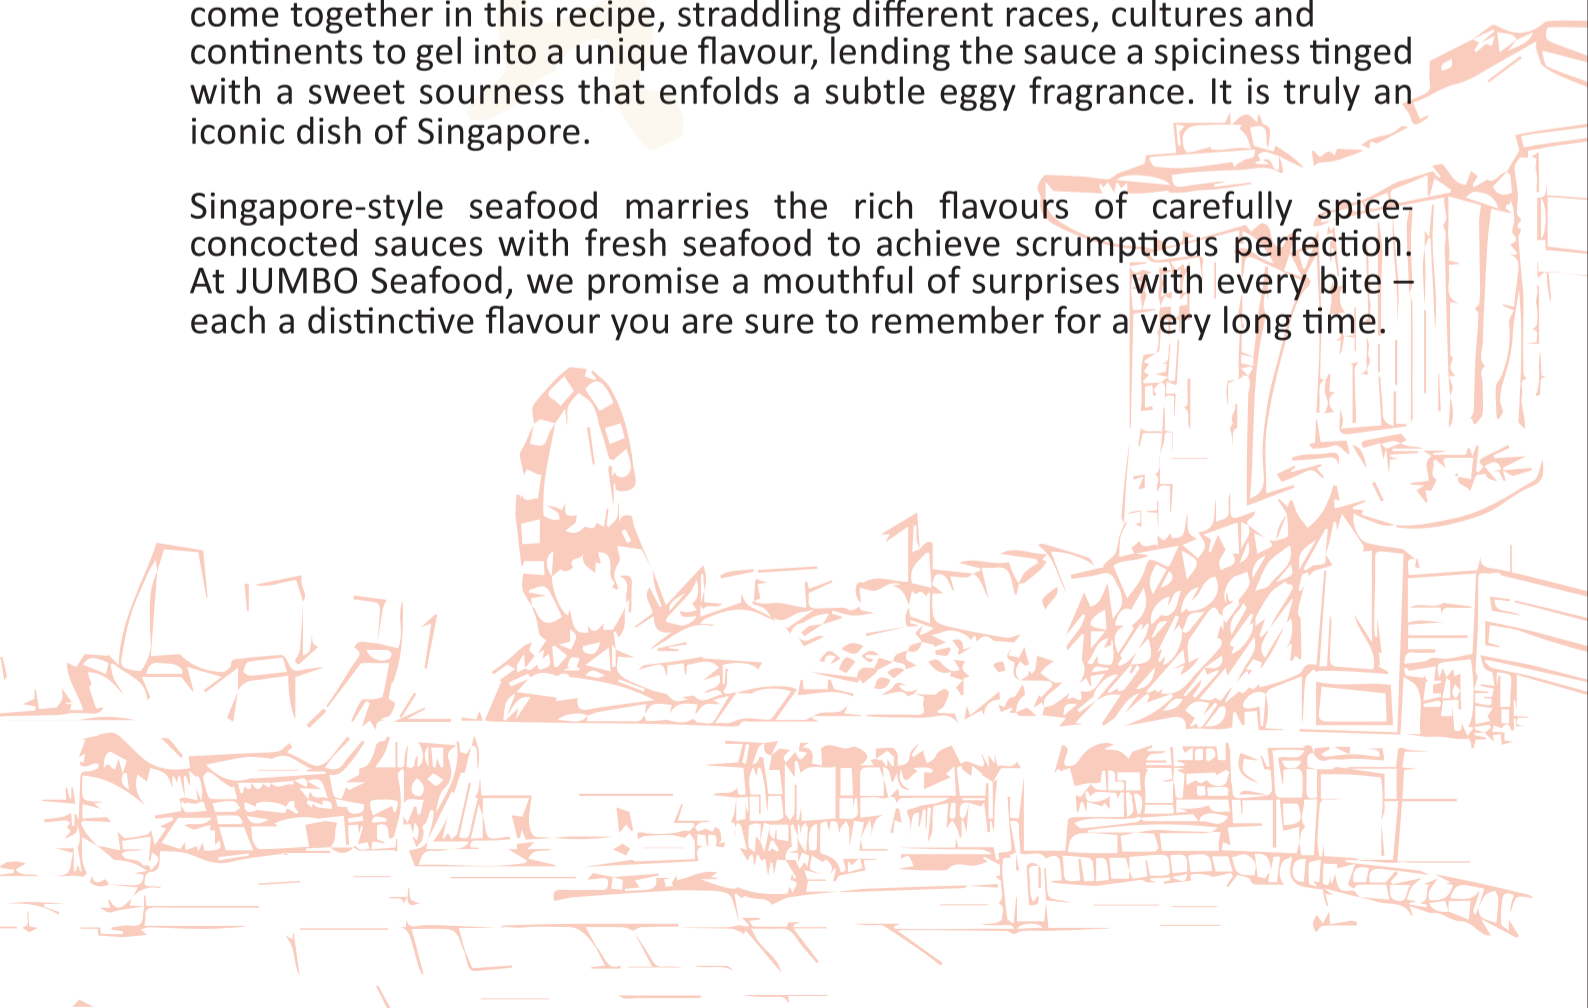 come together in this recipe, straddling different races, cultures and
continents to gel into a unique flavour, lending the sauce a spiciness tinged
with a sweet sourness that enfolds a subtle eggy fragrance. It is truly an
iconic dish of Singapore.
Singapore-style seafood marries the rich flavours of carefully spice-
concocted sauces with fresh seafood to achieve scrumptious perfection.
At JUMBO Seafood, we promise a mouthful of surprises with every bite –
each a distinctive flavour you are sure to remember for a very long time.